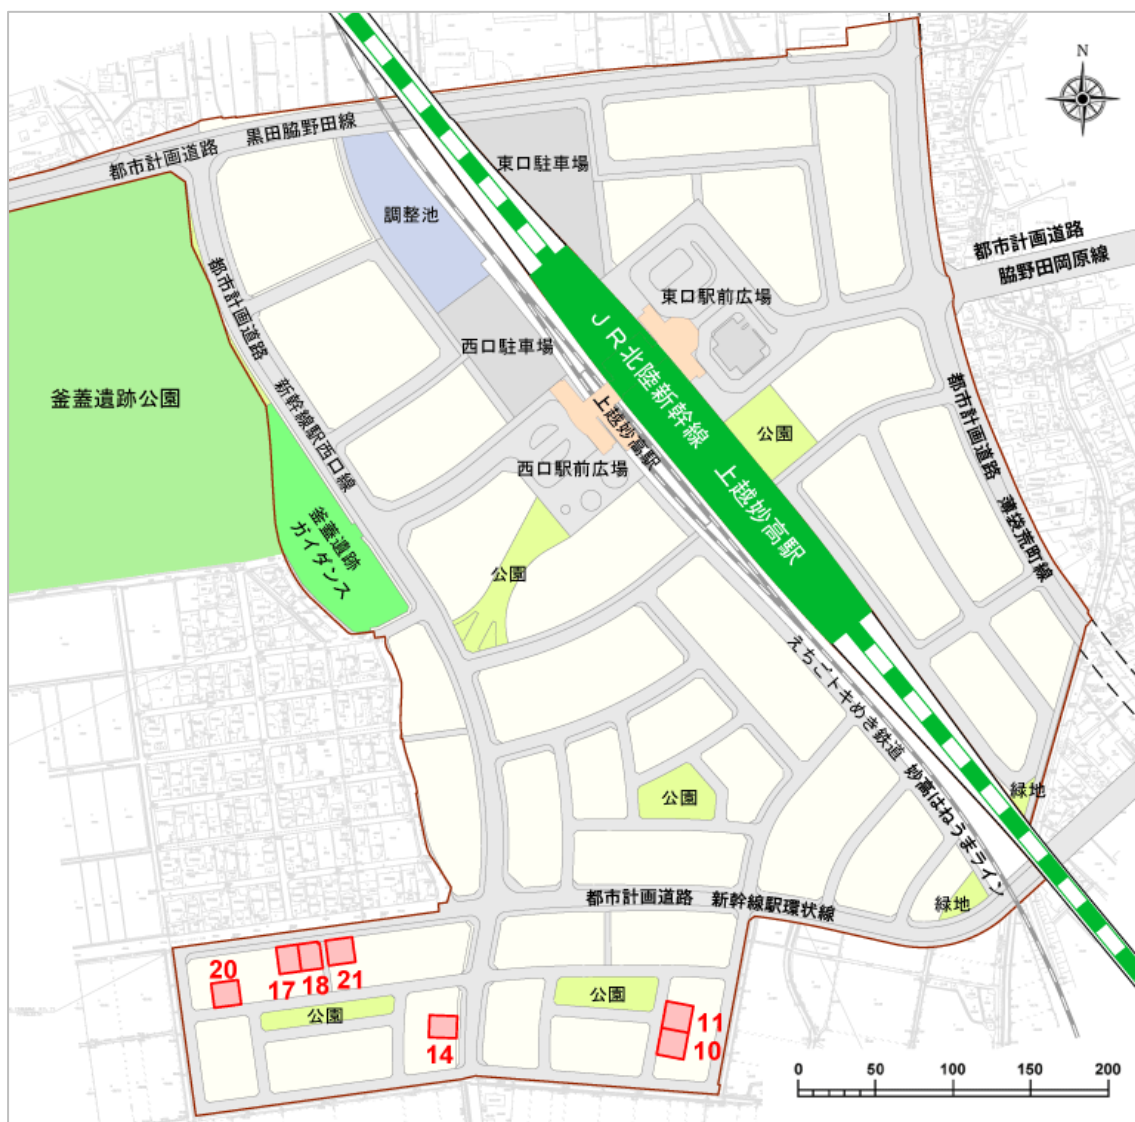 N
都市計画道路 黒田脇野田線
東口駐車場
調整池
都市計画道路
脇野田岡原線
東口駅前広場
都市計画道路 新幹線駅西口線
西口駐車場
JR北陸新幹線 上越妙高駅
釜蓋遺跡公園
上越妙高駅
公園
西口駅前広場
都市計画道路 薄袋荒町線
釜蓋遺跡
ガイダンス
公園
えちごトキめき鉄道 妙高はねうまライン
公園
緑地
都市計画道路 新幹線駅環状線
緑地
20
17
18
21
公園
公園
11
14
10
0 50 100 150 200